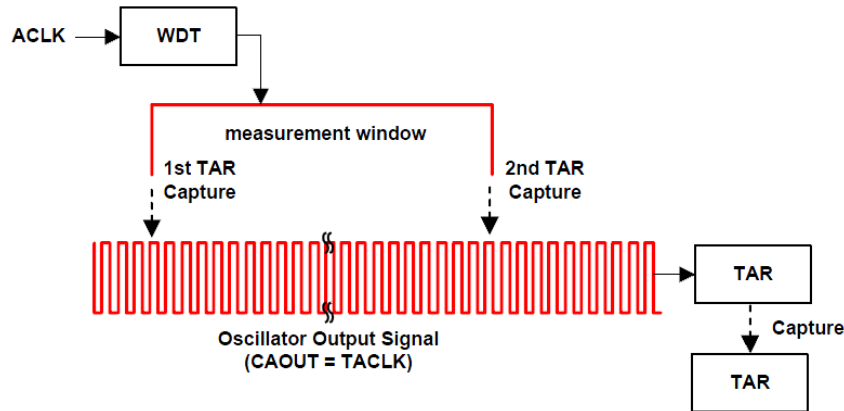 ACLK
WDT
measurement window
1st TAR
Capture
2nd TAR
Capture
TAR
Oscillator Output Signal
(CAOUT = TACLK)
Capture
TAR